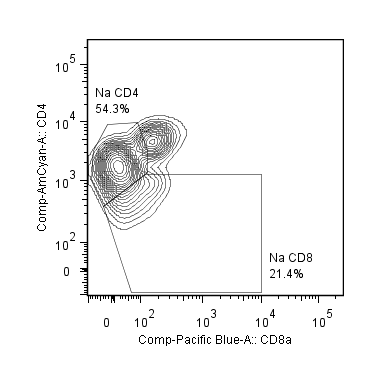 10^5
Na CD4
54.3%
10^4
10^3
10^2
0
Comp-AmCyan-A:: CD4
Na CD8
21.4%
0 10^2 10^3 10^4 10^5
Comp-Pacific Blue-A:: CD8a